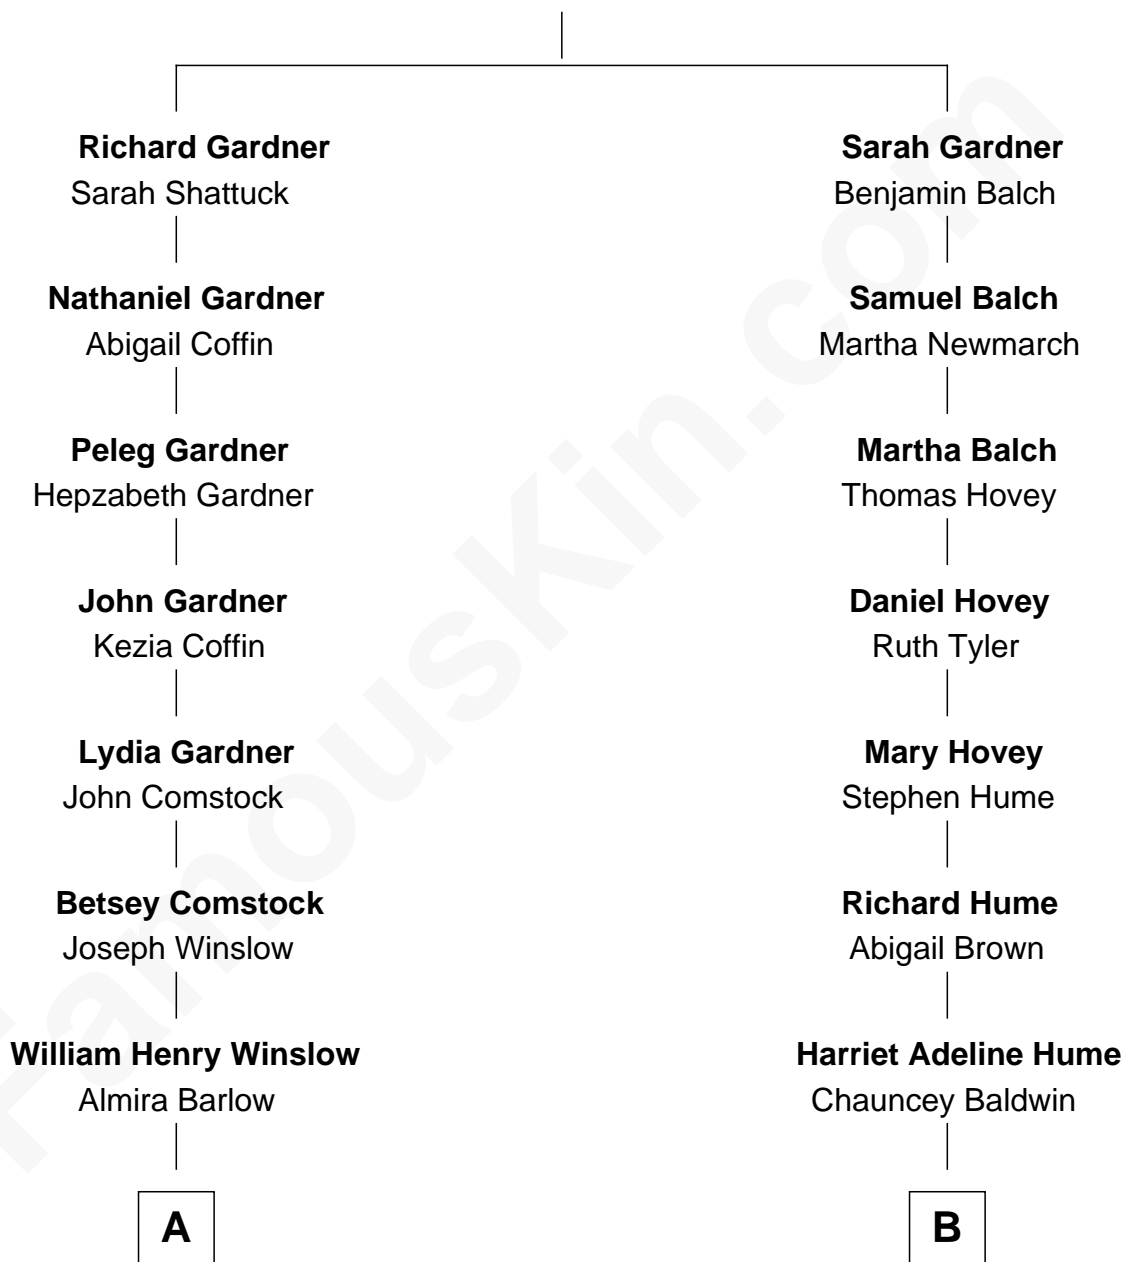 Richard Gardner
Sarah Shattuck
Nathaniel Gardner
Abigail Coffin
Peleg Gardner
Hepzabeth Gardner
John Gardner
Kezia Coffin
Lydia Gardner
John Comstock
Betsey Comstock
Joseph Winslow
William Henry Winslow
Almira Barlow
A
Sarah Gardner
Benjamin Balch
Samuel Balch
Martha Newmarch
Martha Balch
Thomas Hovey
Daniel Hovey
Ruth Tyler
Mary Hovey
Stephen Hume
Richard Hume
Abigail Brown
Harriet Adeline Hume
Chauncey Baldwin
B
FamousKin.com